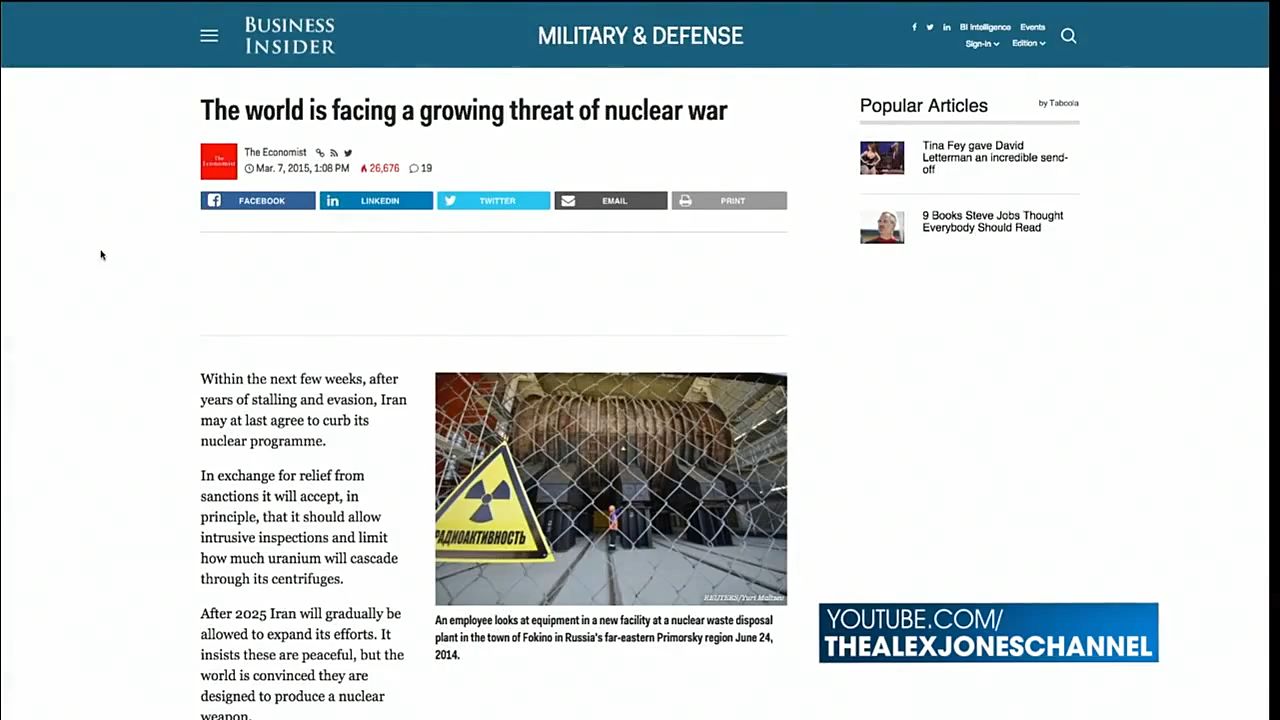 BUSINESS
INSIDER
MILITARY & DEFENSE
BI Intelligence Events
Sign-in Edition
The world is facing a growing threat of nuclear war
The Economist
The Economist
Mar. 7, 2015, 1:08 PM 26,676 19
FACEBOOK LINKEDIN TWITTER EMAIL PRINT
Popular Articles by Taboola
Tina Fey gave David
Letterman an incredible send-
off
9 Books Steve Jobs Thought
Everybody Should Read
Within the next few weeks, after
years of stalling and evasion, Iran
may at last agree to curb its
nuclear programme.
In exchange for relief from
sanctions it will accept, in
principle, that it should allow
intrusive inspections and limit
how much uranium will cascade
through its centrifuges.
After 2025 Iran will gradually be
allowed to expand its efforts. It
insists these are peaceful, but the
world is convinced they are
designed to produce a nuclear
weapon.
РАДИОАКТИВНОСТЬ
REUTERS/Yuri Maltsev
An employee looks at equipment in a new facility at a nuclear waste disposal
plant in the town of Fokino in Russia's far-eastern Primorsky region June 24,
2014.
YOUTUBE.COM/
THEALEXJONESCHANNEL